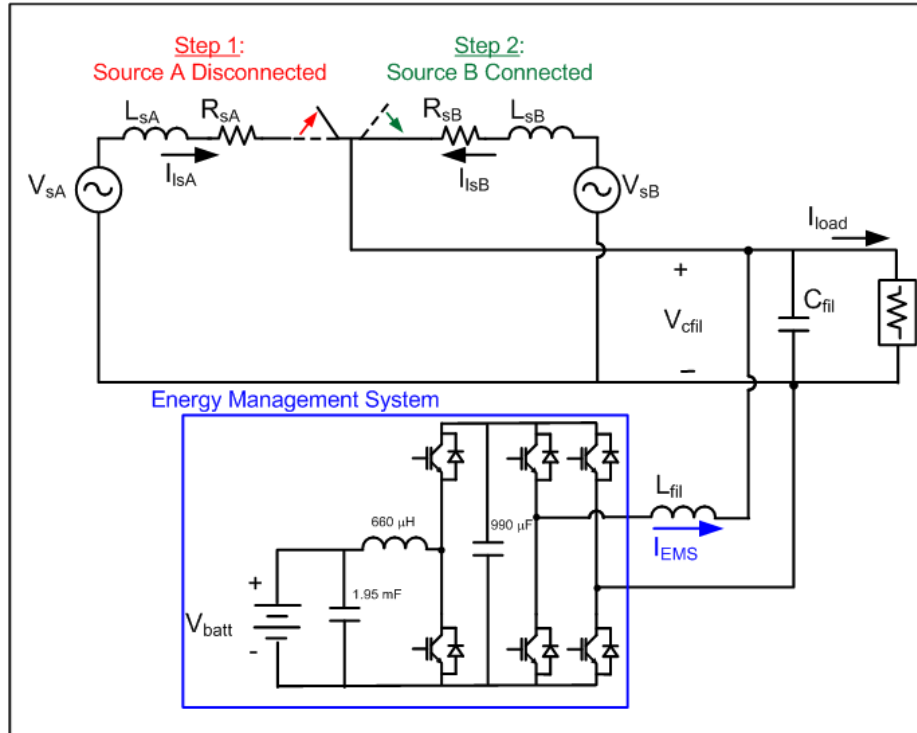 Step 1:
Source A Disconnected
Step 2:
Source B Connected
LsA
RsA
RsB
LsB
IlsA
IlsB
VsA
VsB
Iload
+
Vcfil
−
Cfil
Energy Management System
Lfil
IEMS
660 µH
990 µF
1.95 mF
+
Vbatt
-